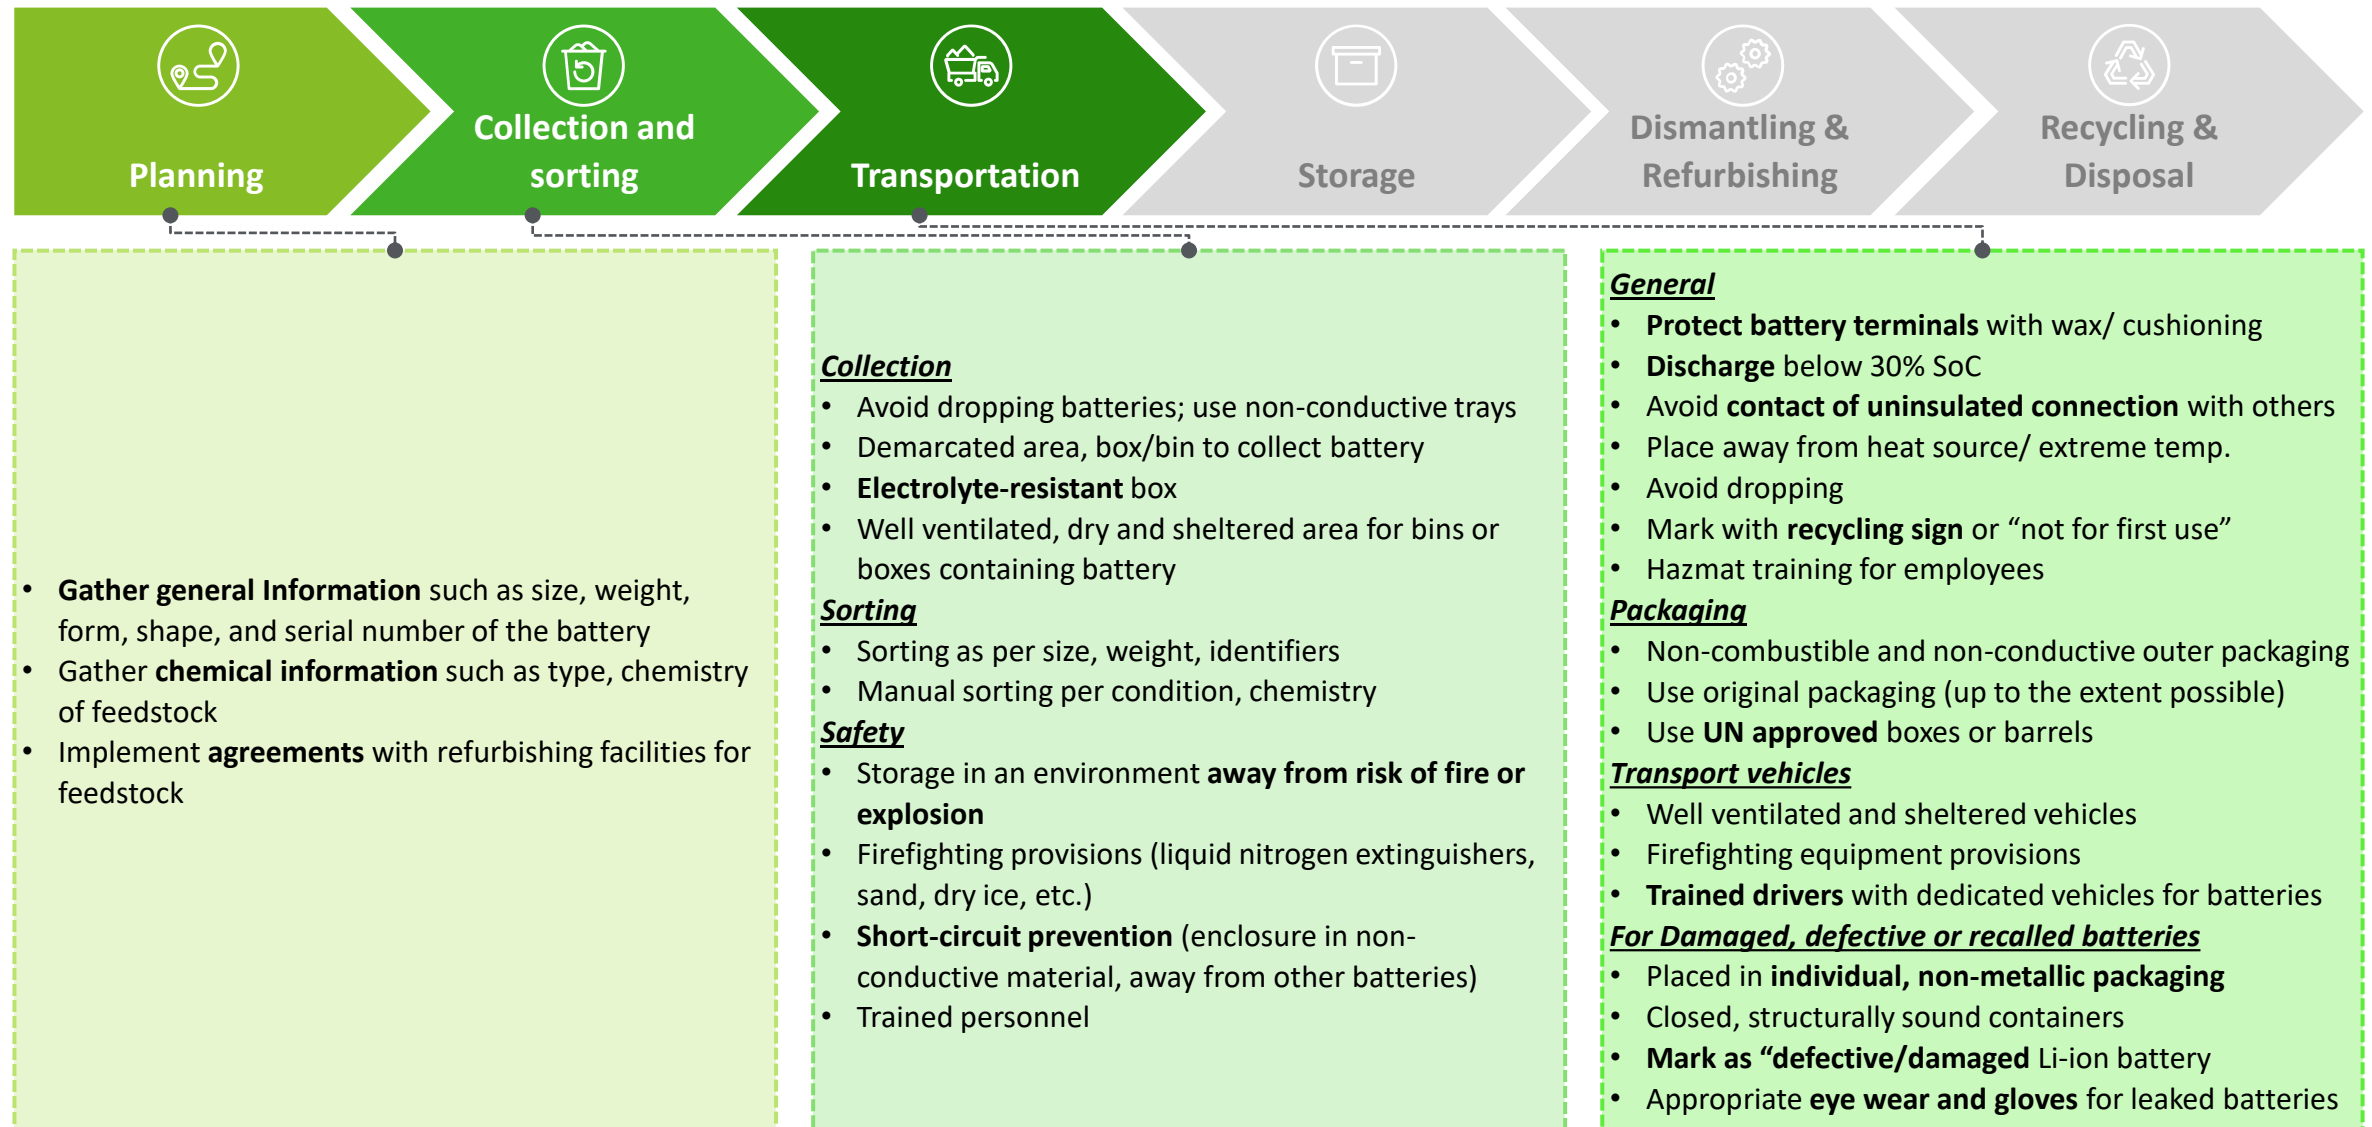 Planning
Collection and
sorting
Transportation
Storage
Dismantling &
Refurbishing
Recycling &
Disposal
• Gather general Information such as size, weight,
form, shape, and serial number of the battery
• Gather chemical information such as type, chemistry
of feedstock
• Implement agreements with refurbishing facilities for
feedstock
Collection
• Avoid dropping batteries; use non-conductive trays
• Demarcated area, box/bin to collect battery
• Electrolyte-resistant box
• Well ventilated, dry and sheltered area for bins or
boxes containing battery
Sorting
• Sorting as per size, weight, identifiers
• Manual sorting per condition, chemistry
Safety
• Storage in an environment away from risk of fire or
explosion
• Firefighting provisions (liquid nitrogen extinguishers,
sand, dry ice, etc.)
• Short-circuit prevention (enclosure in non-
conductive material, away from other batteries)
• Trained personnel
General
• Protect battery terminals with wax/ cushioning
• Discharge below 30% SoC
• Avoid contact of uninsulated connection with others
• Place away from heat source/ extreme temp.
• Avoid dropping
• Mark with recycling sign or “not for first use”
• Hazmat training for employees
Packaging
• Non-combustible and non-conductive outer packaging
• Use original packaging (up to the extent possible)
• Use UN approved boxes or barrels
Transport vehicles
• Well ventilated and sheltered vehicles
• Firefighting equipment provisions
• Trained drivers with dedicated vehicles for batteries
For Damaged, defective or recalled batteries
• Placed in individual, non-metallic packaging
• Closed, structurally sound containers
• Mark as “defective/damaged Li-ion battery
• Appropriate eye wear and gloves for leaked batteries